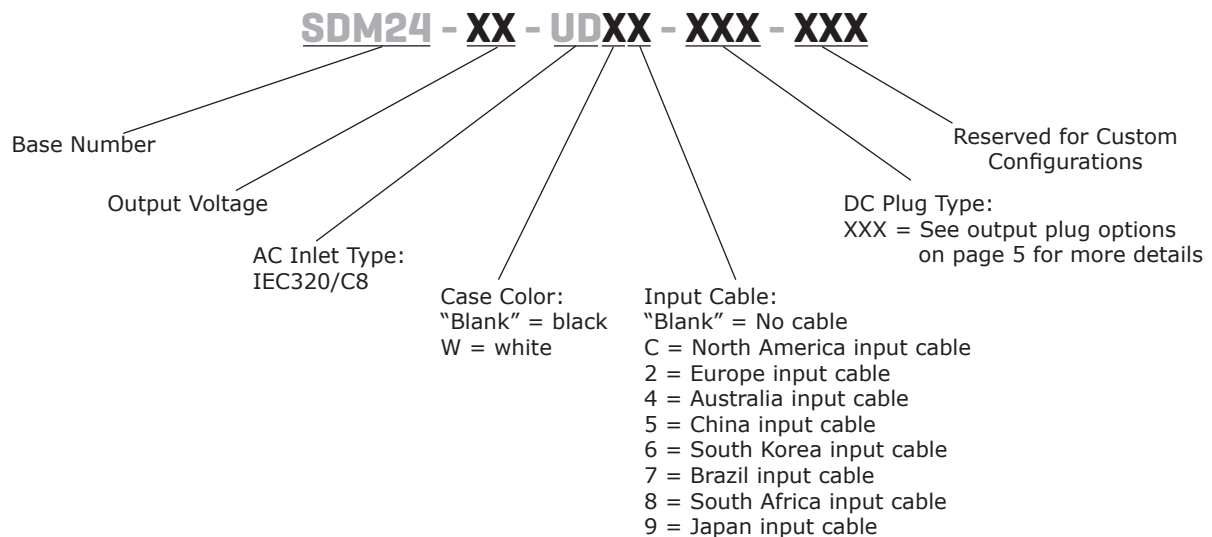 SDM24 - XX - UDXX - XXX - XXX
Base Number
Output Voltage
AC Inlet Type:
IEC320/C8
Case Color:
“Blank” = black
W = white
Input Cable:
“Blank” = No cable
C = North America input cable
2 = Europe input cable
4 = Australia input cable
5 = China input cable
6 = South Korea input cable
7 = Brazil input cable
8 = South Africa input cable
9 = Japan input cable
DC Plug Type:
XXX = See output plug options
on page 5 for more details
Reserved for Custom
Configurations